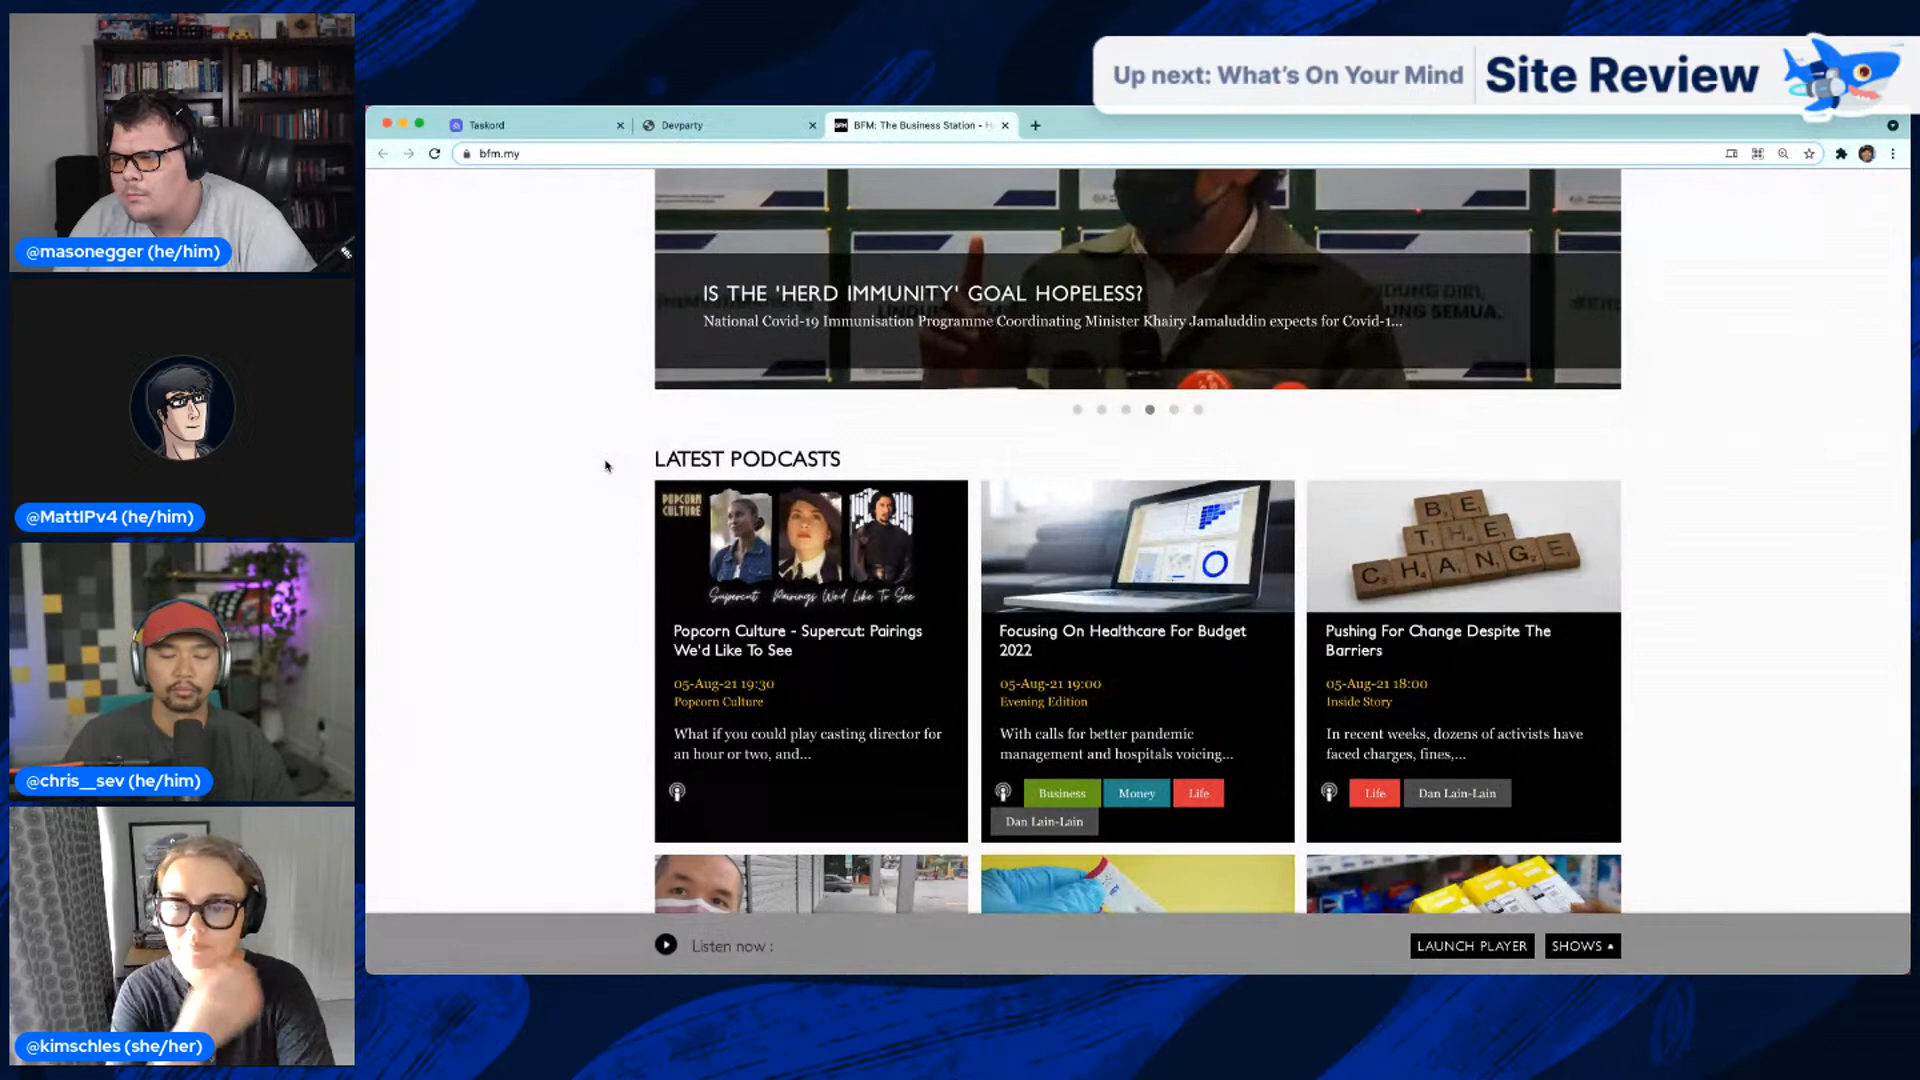 Up next: What's On Your Mind
Site Review
@masonegger (he/him)
@MattIPv4 (he/him)
@chris__sev (he/him)
@kimschles (she/her)
Taskord
Devparty
BFM: The Business Station - H
bfm.my
IS THE 'HERD IMMUNITY' GOAL HOPELESS?
National Covid-19 Immunisation Programme Coordinating Minister Khairy Jamaluddin expects for Covid-1...
LATEST PODCASTS
POPCORN
CULTURE
Supercut Pairings We'd Like To See
Popcorn Culture - Supercut: Pairings
We'd Like To See
05-Aug-21 19:30
Popcorn Culture
What if you could play casting director for
an hour or two, and...
Focusing On Healthcare For Budget
2022
05-Aug-21 19:00
Evening Edition
With calls for better pandemic
management and hospitals voicing...
Business
Money
Life
Dan Lain-Lain
BE
THE
CHANGE
Pushing For Change Despite The
Barriers
05-Aug-21 18:00
Inside Story
In recent weeks, dozens of activists have
faced charges, fines,...
Life
Dan Lain-Lain
Listen now :
LAUNCH PLAYER
SHOWS